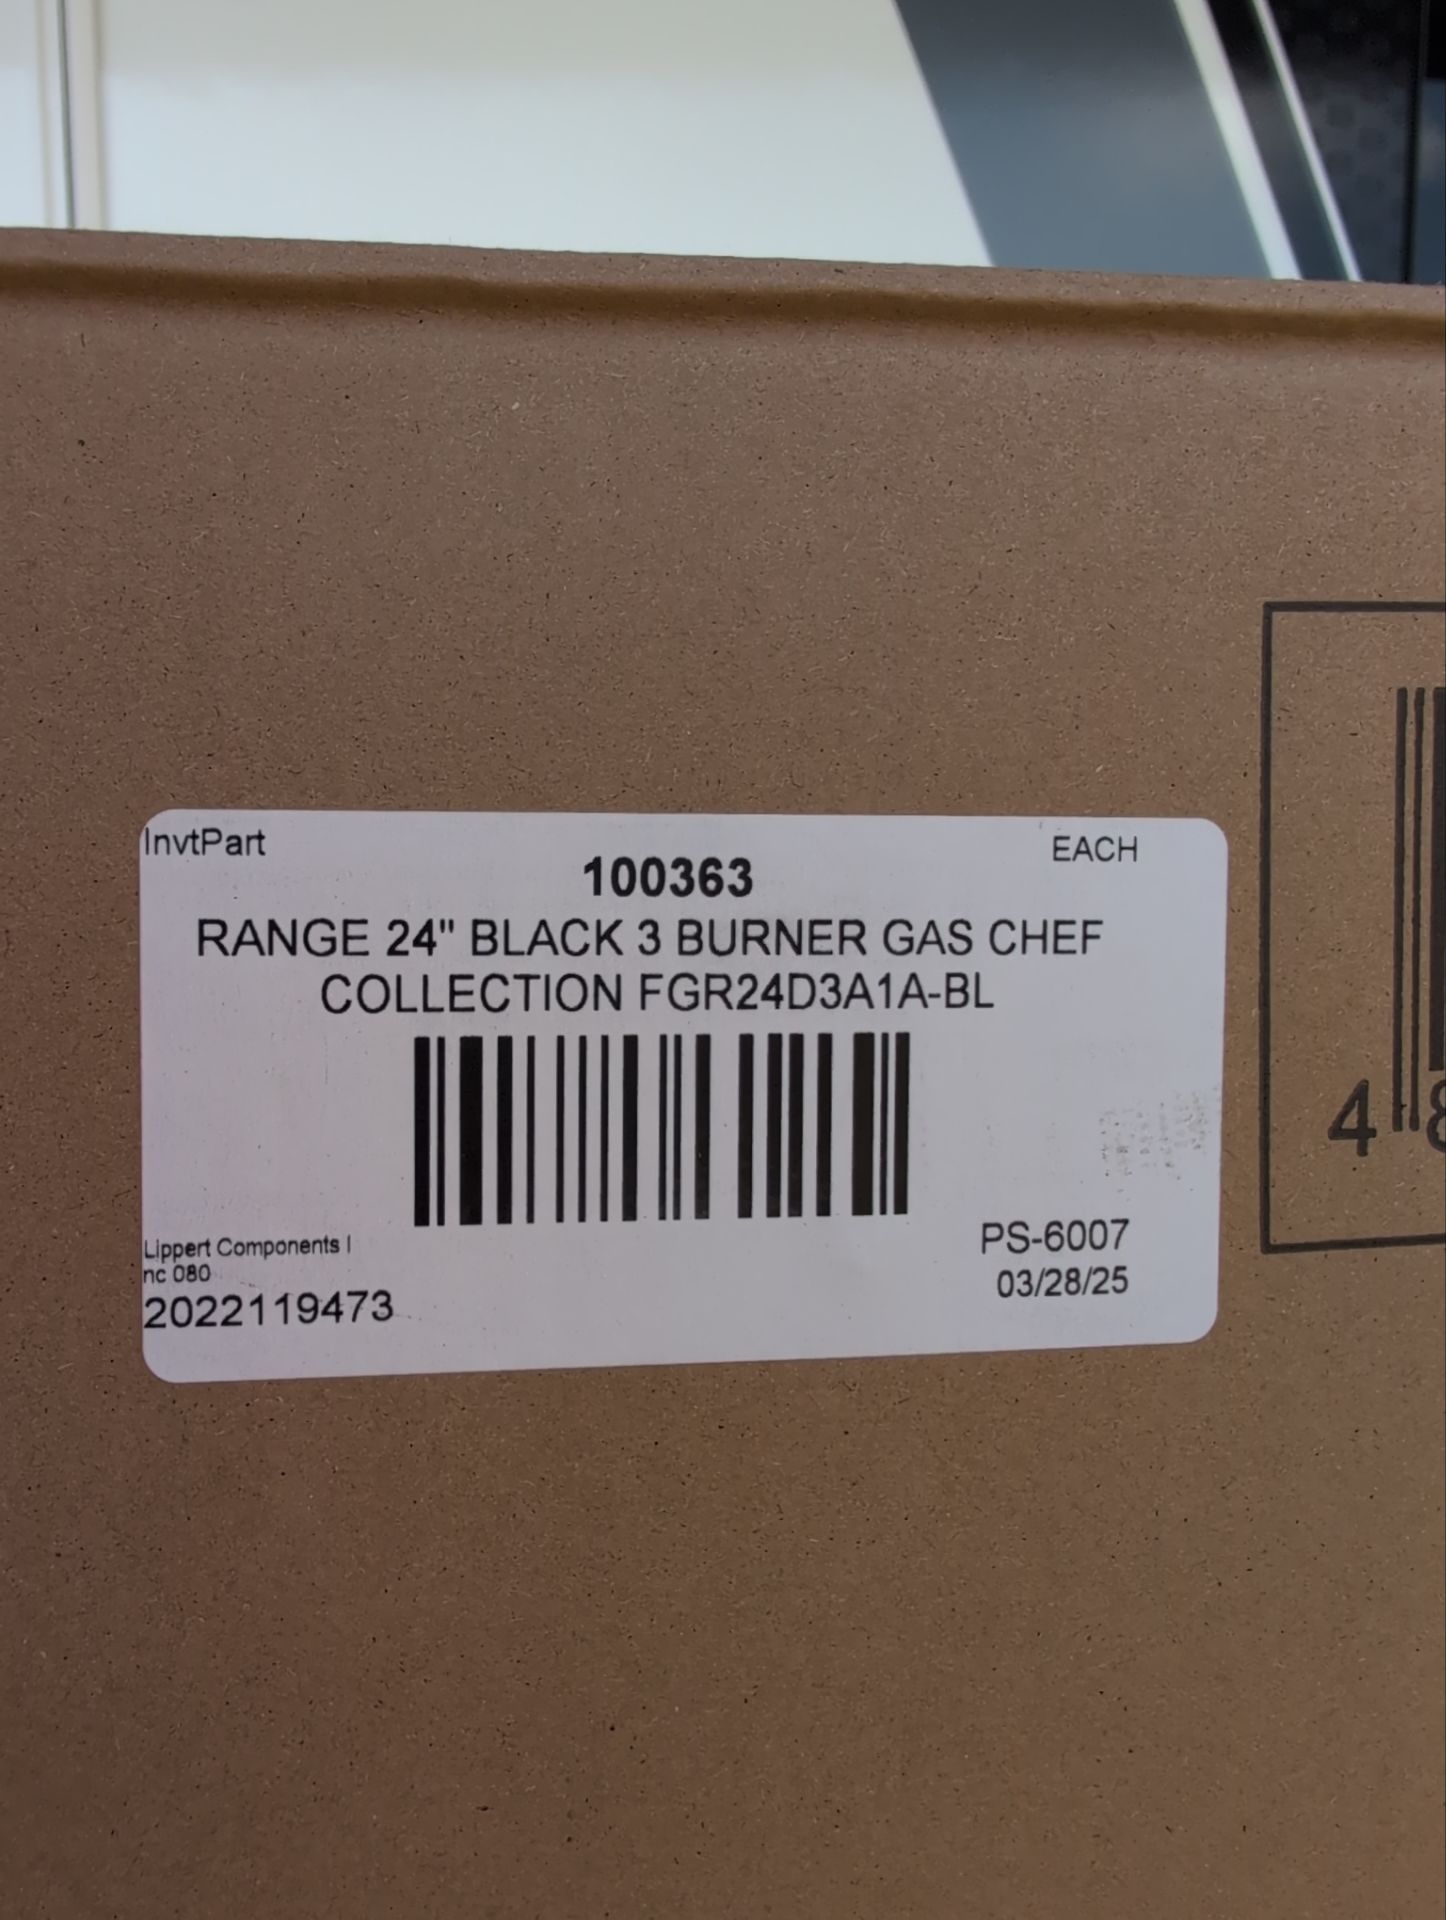 InvtPart
EACH
100363
RANGE 24" BLACK 3 BURNER GAS CHEF
COLLECTION FGR24D3A1A-BL
Lippert Components I
nc 080
2022119473
PS-6007
03/28/25
4 8